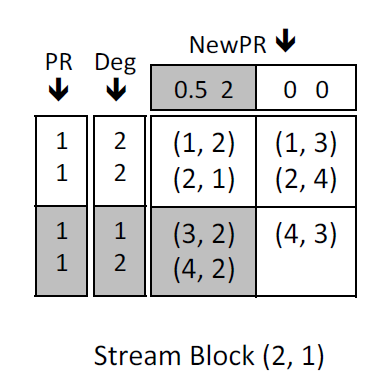 NewPR
PR Deg
0.5 2 0 0
1 2 (1, 2) (1, 3)
1 2 (2, 1) (2, 4)
1 1 (3, 2) (4, 3)
1 2 (4, 2)
Stream Block (2, 1)